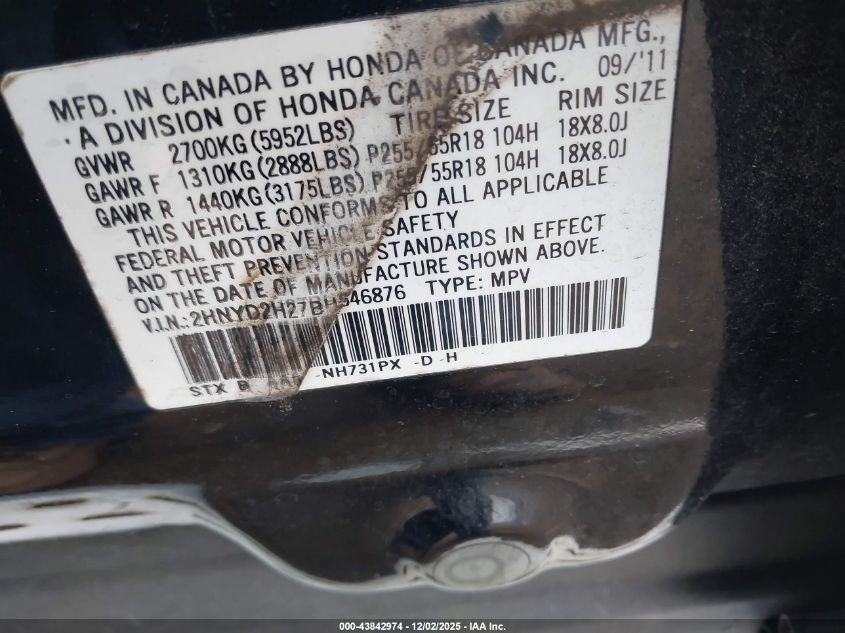 MFD. IN CANADA BY HONDA OF CANADA MFG.,
A DIVISION OF HONDA CANADA INC. 09/'11
GVWR 2700KG(5952LBS) TIRE SIZE RIM SIZE
GAWR F 1310KG(2888LBS) P255/55R18 104H 18X8.0J
GAWR R 1440KG(3175LBS) P255/55R18 104H 18X8.0J
THIS VEHICLE CONFORMS TO ALL APPLICABLE
FEDERAL MOTOR VEHICLE SAFETY
AND THEFT PREVENTION STANDARDS IN EFFECT
ON THE DATE OF MANUFACTURE SHOWN ABOVE.
V.I.N.: 2HNYD2H27BH546876 TYPE: MPV
STX B -NH731PX -D -H
000-43842974 - 12/02/2025 - IAA Inc.